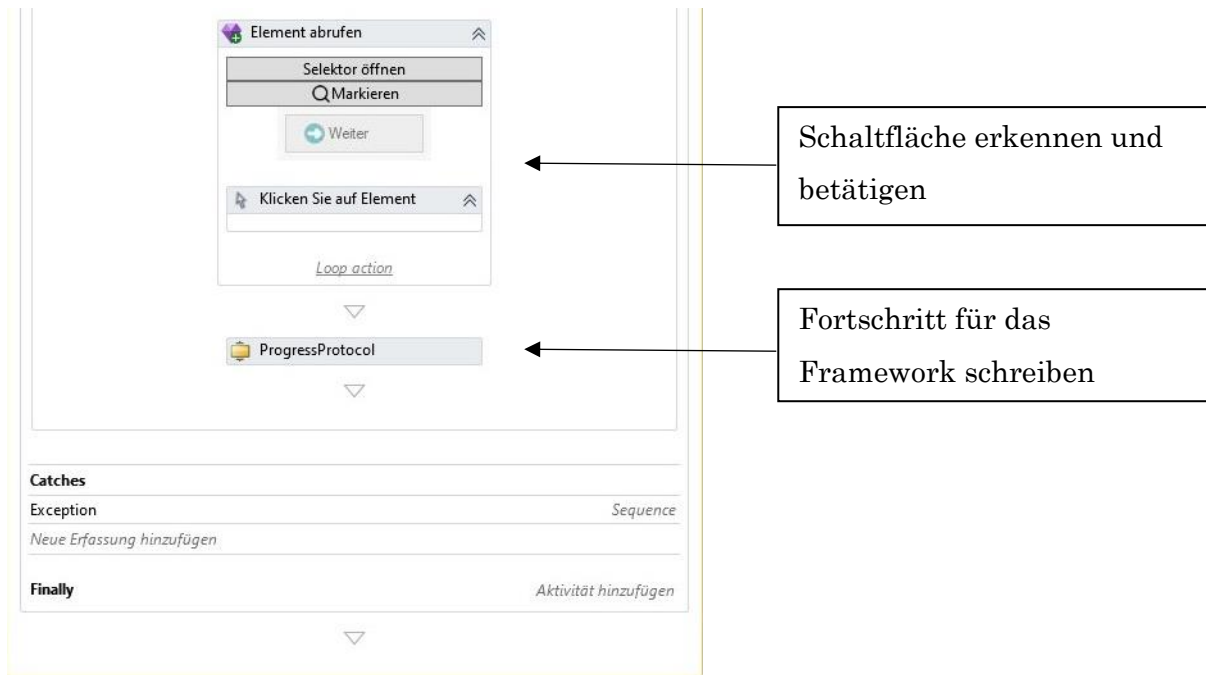 Element abrufen
Selektor öffnen
Markieren
Weiter
Klicken Sie auf Element
Loop action
ProgressProtocol
Schaltfläche erkennen und
betätigen
Fortschritt für das
Framework schreiben
Catches
Exception Sequence
Neue Erfassung hinzufügen
Finally Aktivität hinzufügen